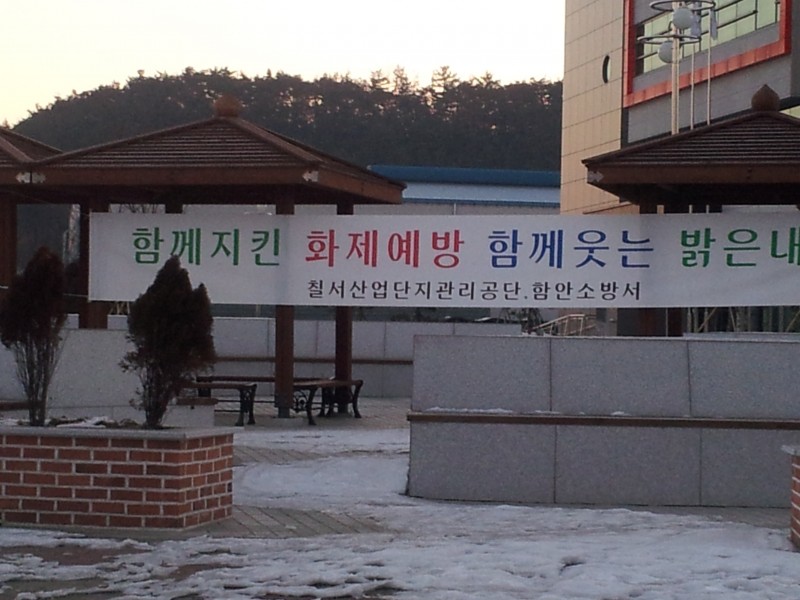 함께지킨 화제예방 함께웃는 밝은내
칠서산업단지관리공단.함안소방서